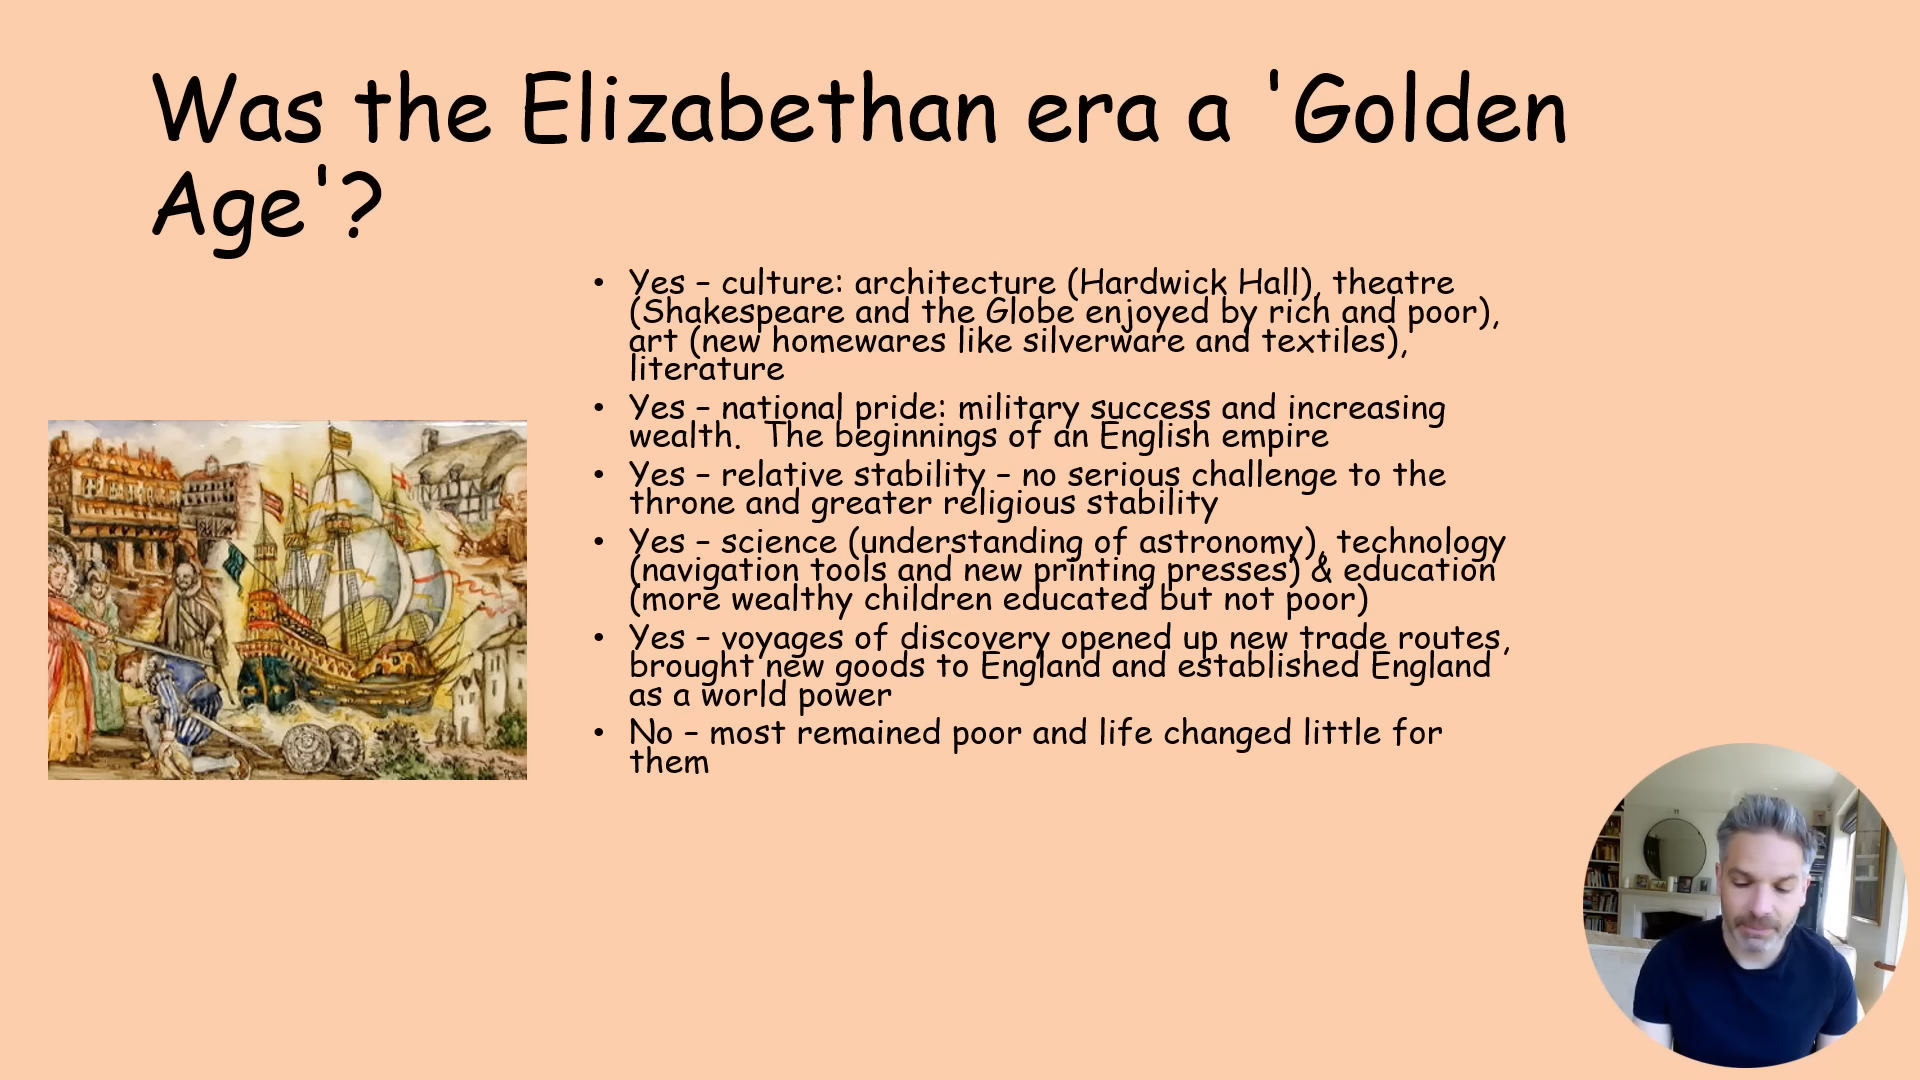 Was the Elizabethan era a 'Golden
Age'?
• Yes – culture: architecture (Hardwick Hall), theatre
(Shakespeare and the Globe enjoyed by rich and poor),
art (new homewares like silverware and textiles),
literature
• Yes – national pride: military success and increasing
wealth.  The beginnings of an English empire
• Yes – relative stability – no serious challenge to the
throne and greater religious stability
• Yes – science (understanding of astronomy), technology
(navigation tools and new printing presses) & education
(more wealthy children educated but not poor)
• Yes – voyages of discovery opened up new trade routes,
brought new goods to England and established England
as a world power
• No – most remained poor and life changed little for
them